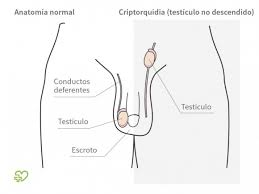 Anatomía normal
Criptorquidia (testículo no descendido)
Conductos
deferentes
Testículo
Escroto
Testículo